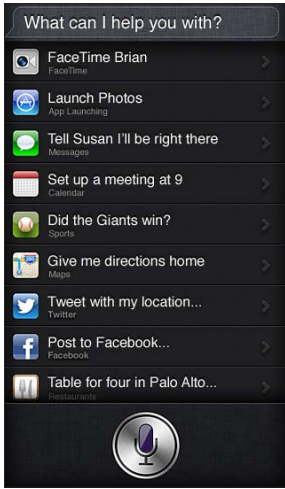 What can I help you with?
FaceTime Brian
FaceTime
Launch Photos
App Launching
Tell Susan I'll be right there
Messages
Set up a meeting at 9
Calendar
Did the Giants win?
Sports
Give me directions home
Maps
Tweet with my location...
Twitter
Post to Facebook...
Facebook
Table for four in Palo Alto...
Restaurants